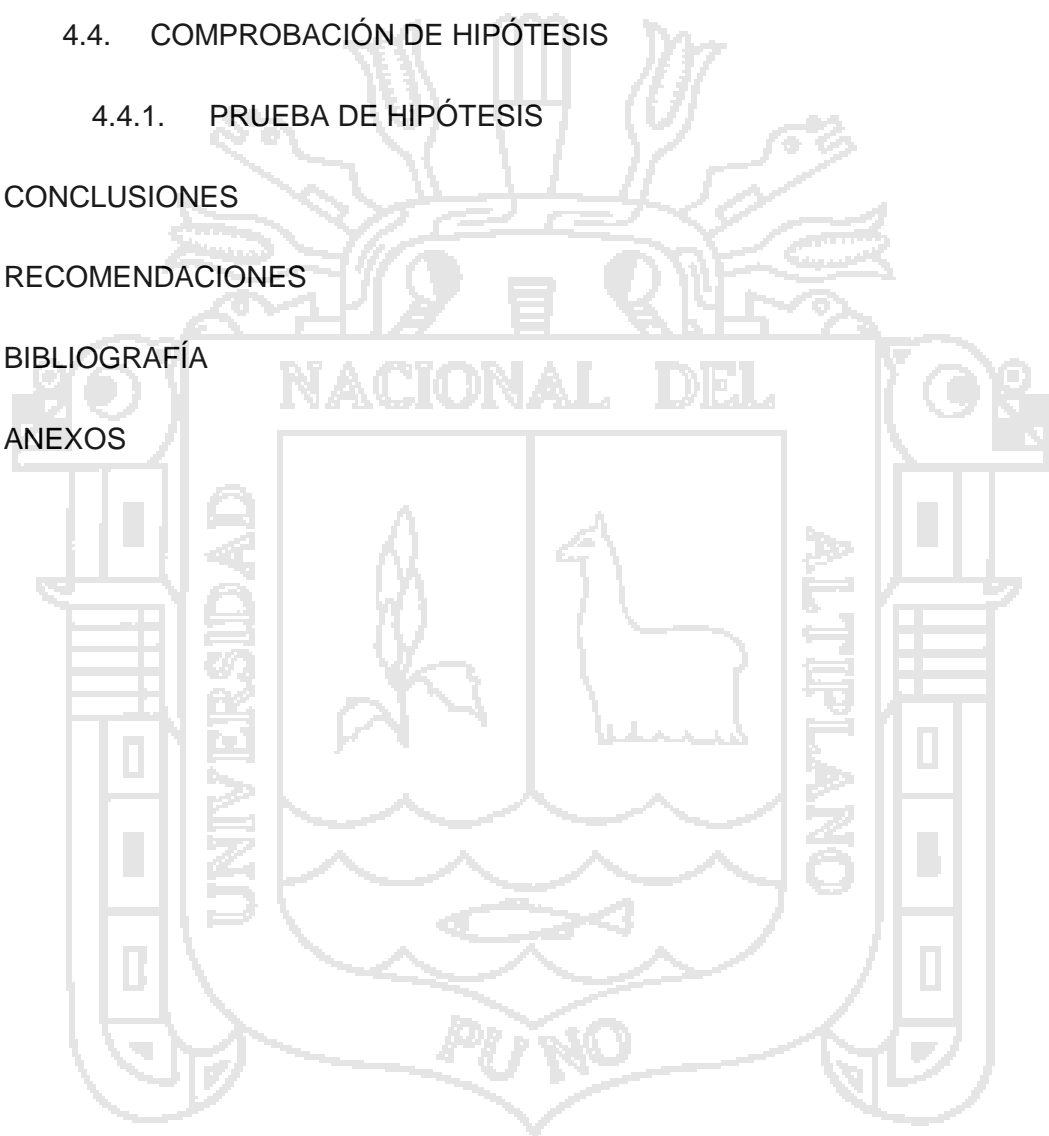 4.4. COMPROBACIÓN DE HIPÓTESIS
4.4.1. PRUEBA DE HIPÓTESIS
CONCLUSIONES
RECOMENDACIONES
BIBLIOGRAFÍA
ANEXOS
UNIVERSIDAD
NACIONAL DEL
ALTIPLANO
PUNO